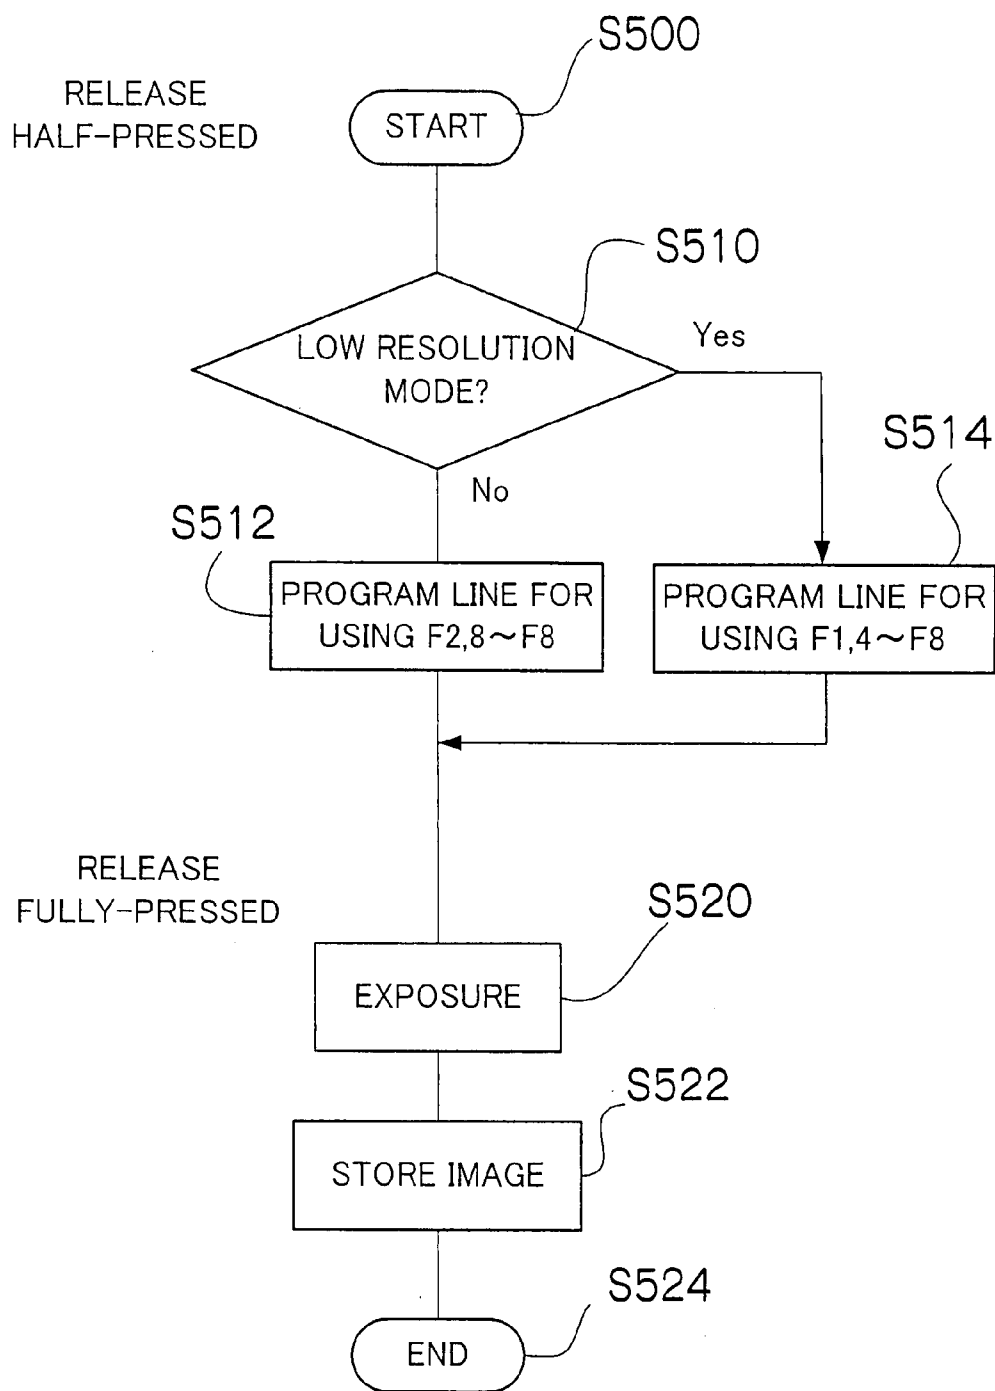 S500
RELEASE
HALF-PRESSED
START
S510
LOW RESOLUTION
MODE?
Yes
No
S514
S512
PROGRAM LINE FOR
USING F2,8~F8
PROGRAM LINE FOR
USING F1,4~F8
RELEASE
FULLY-PRESSED
S520
EXPOSURE
S522
STORE IMAGE
S524
END